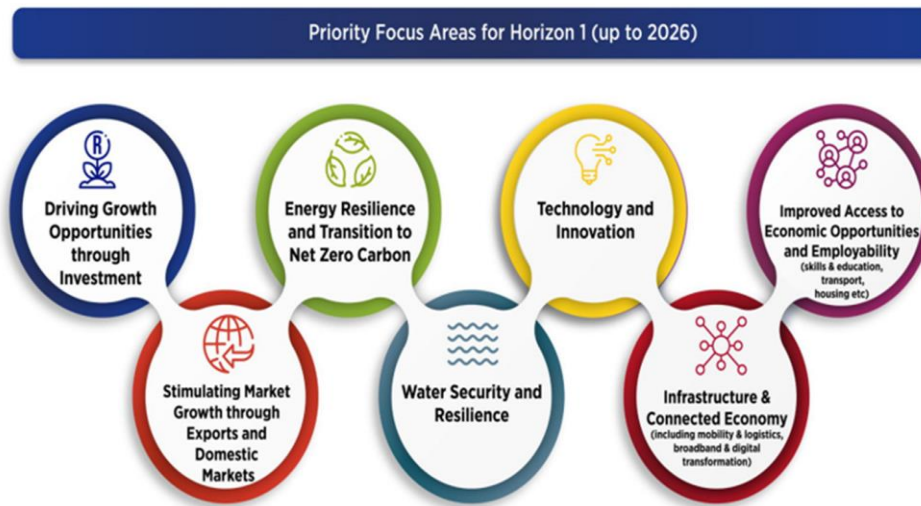 Priority Focus Areas for Horizon 1 (up to 2026)
R
Driving Growth
Opportunities
through
Investment
Stimulating Market
Growth through
Exports and
Domestic
Markets
Energy Resilience
and Transition to
Net Zero Carbon
Water Security and
Resilience
Technology and
Innovation
Infrastructure &
Connected Economy
(including mobility & logistics,
broadband & digital
transformation)
Improved Access to
Economic Opportunities
and Employability
(skills & education,
transport,
housing etc)